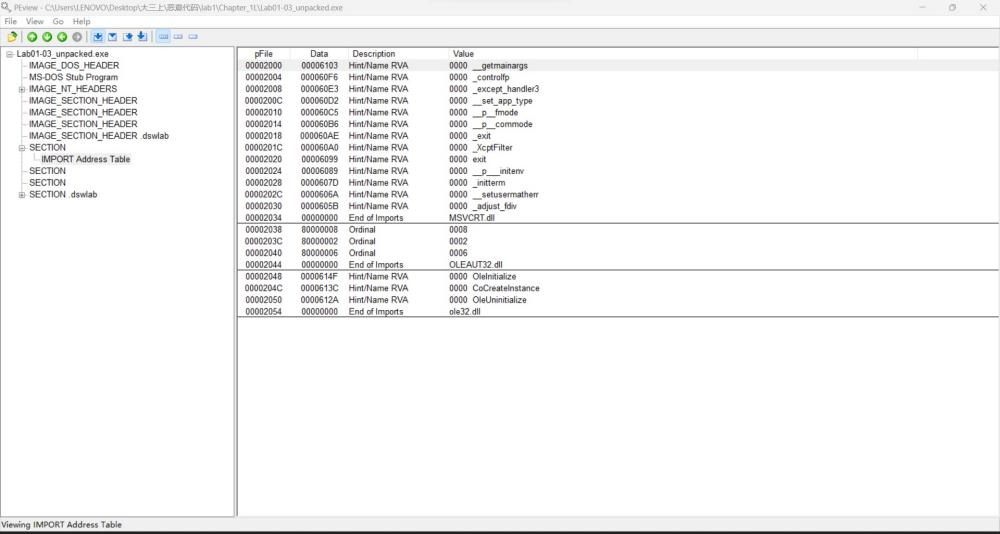 PEview - C:\Users\LENOVO\Desktop\大三上\恶意代码\lab1\Chapter_1L\Lab01-03_unpacked.exe
File View Go Help
Lab01-03_unpacked.exe
IMAGE_DOS_HEADER
MS-DOS Stub Program
IMAGE_NT_HEADERS
IMAGE_SECTION_HEADER
IMAGE_SECTION_HEADER
IMAGE_SECTION_HEADER
IMAGE_SECTION_HEADER .dswlab
SECTION
IMPORT Address Table
SECTION
SECTION
SECTION .dswlab
pFile Data Description Value
00002000 00006103 Hint/Name RVA 0000 __getmainargs
00002004 000060F6 Hint/Name RVA 0000 _controlfp
00002008 000060E3 Hint/Name RVA 0000 _except_handler3
0000200C 000060D2 Hint/Name RVA 0000 __set_app_type
00002010 000060C5 Hint/Name RVA 0000 __p__fmode
00002014 000060B6 Hint/Name RVA 0000 __p__commode
00002018 000060AE Hint/Name RVA 0000 _exit
0000201C 000060A0 Hint/Name RVA 0000 _XcptFilter
00002020 00006099 Hint/Name RVA 0000 exit
00002024 00006089 Hint/Name RVA 0000 __p___initenv
00002028 0000607D Hint/Name RVA 0000 _initterm
0000202C 0000606A Hint/Name RVA 0000 __setusermatherr
00002030 0000605B Hint/Name RVA 0000 _adjust_fdiv
00002034 00000000 End of Imports MSVCRT.dll
00002038 80000008 Ordinal 0008
0000203C 80000002 Ordinal 0002
00002040 80000006 Ordinal 0006
00002044 00000000 End of Imports OLEAUT32.dll
00002048 0000614F Hint/Name RVA 0000 OleInitialize
0000204C 0000613C Hint/Name RVA 0000 CoCreateInstance
00002050 0000612A Hint/Name RVA 0000 OleUninitialize
00002054 00000000 End of Imports ole32.dll
Viewing IMPORT Address Table